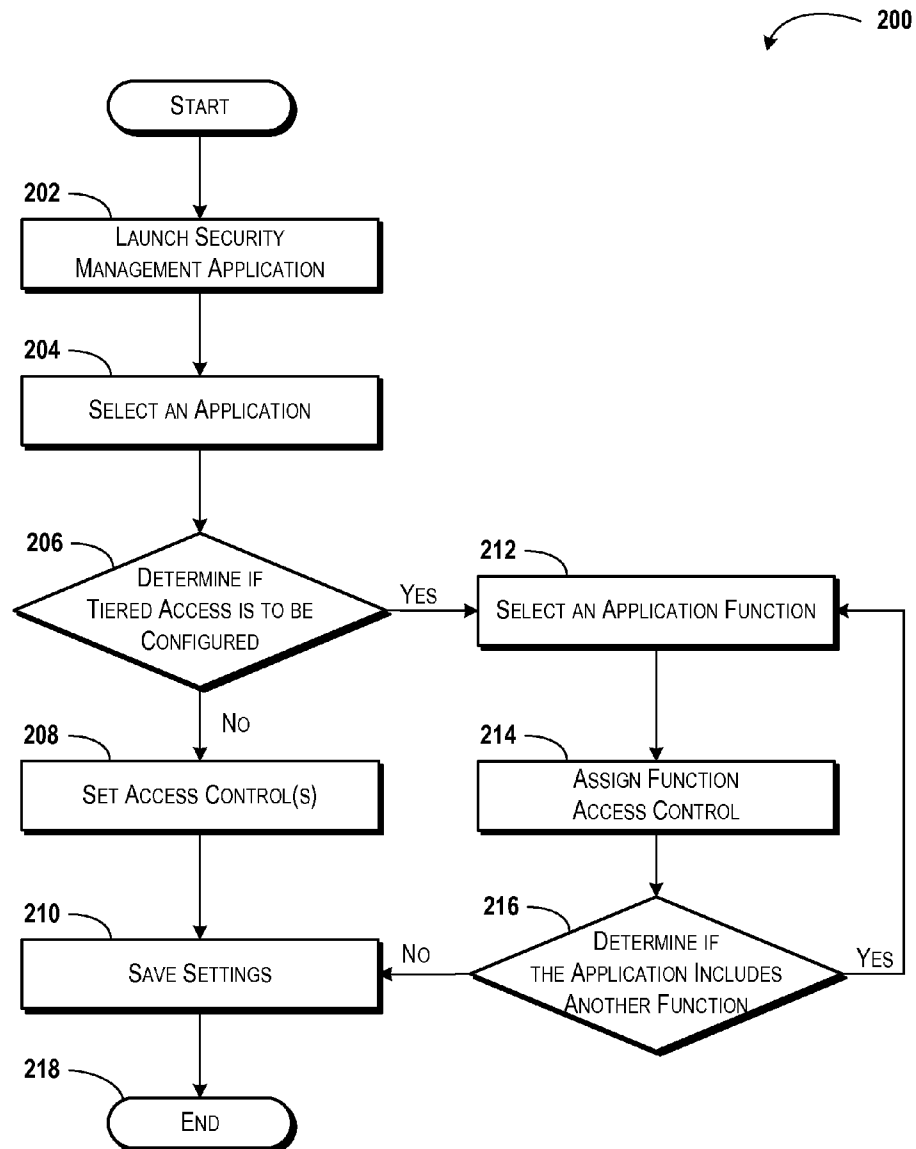 200
START
202
LAUNCH SECURITY
MANAGEMENT APPLICATION
204
SELECT AN APPLICATION
206
DETERMINE IF
TIERED ACCESS IS TO BE
CONFIGURED
YES
NO
208
SET ACCESS CONTROL(S)
210
SAVE SETTINGS
212
SELECT AN APPLICATION FUNCTION
214
ASSIGN FUNCTION
ACCESS CONTROL
216
DETERMINE IF
THE APPLICATION INCLUDES
ANOTHER FUNCTION
NO
YES
218
END